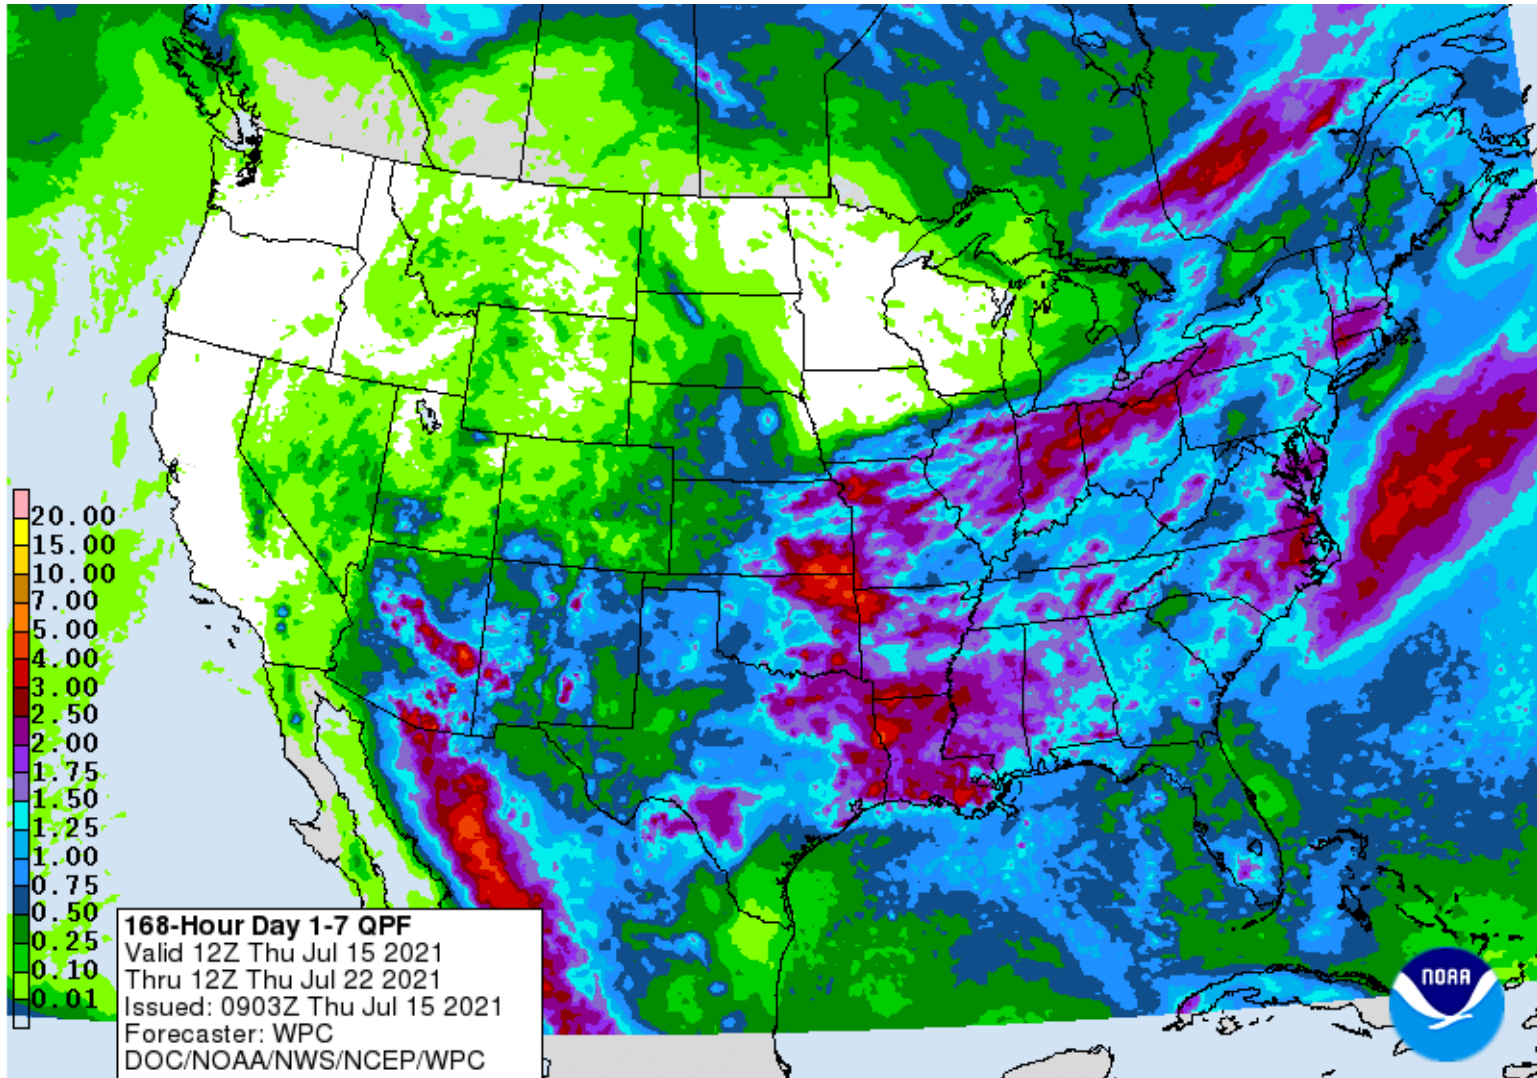 20.00
15.00
10.00
7.00
5.00
4.00
3.00
2.50
2.00
1.75
1.50
1.25
1.00
0.75
0.50
0.25
0.10
0.01
168-Hour Day 1-7 QPF
Valid 12Z Thu Jul 15 2021
Thru 12Z Thu Jul 22 2021
Issued: 0903Z Thu Jul 15 2021
Forecaster: WPC
DOC/NOAA/NWS/NCEP/WPC
NOAA